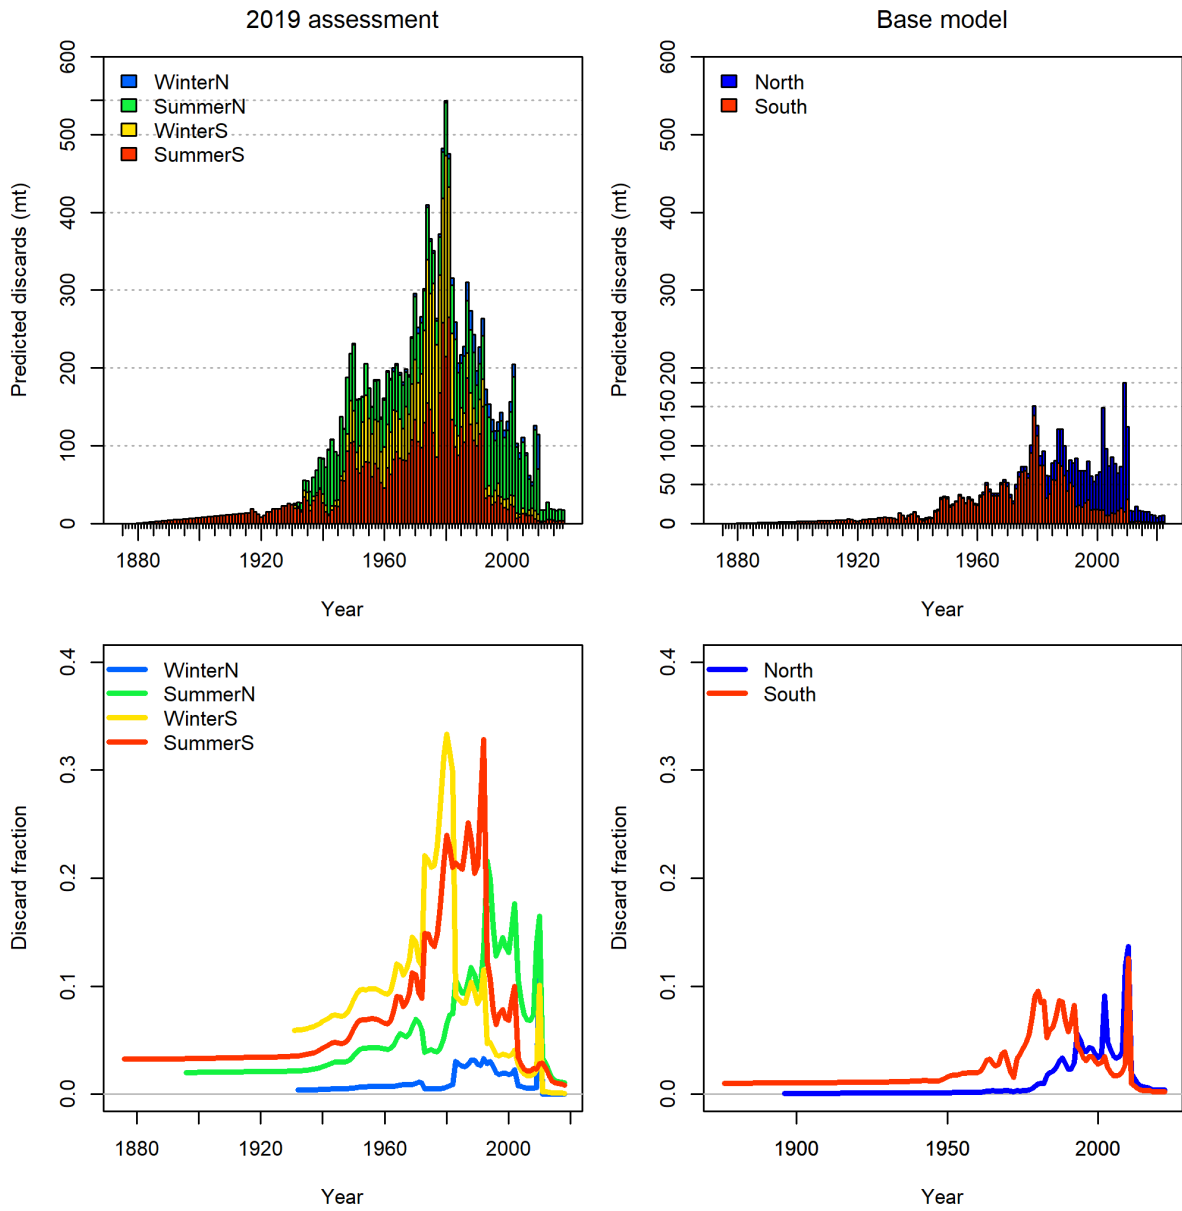 2019 assessment
Base model
Predicted discards (mt)
600
500
400
300
200
100
0
WinterN
SummerN
WinterS
SummerS
1880 1920 1960 2000
Year
Predicted discards (mt)
600
500
400
300
200
150
100
50
0
North
South
1880 1920 1960 2000
Year
Discard fraction
0.4
0.3
0.2
0.1
0.0
WinterN
SummerN
WinterS
SummerS
1880 1920 1960 2000
Year
Discard fraction
0.4
0.3
0.2
0.1
0.0
North
South
1900 1950 2000
Year